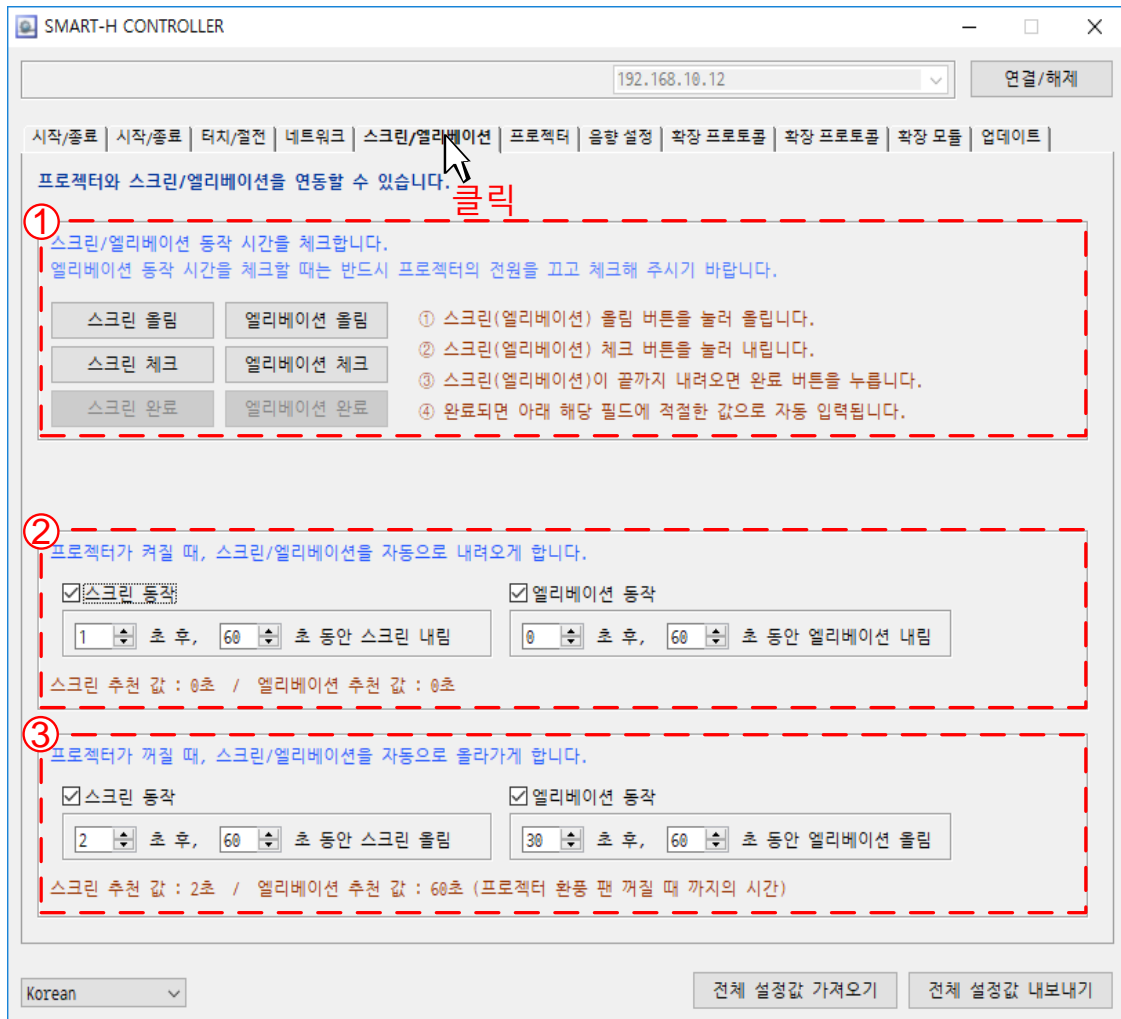 SMART-H CONTROLLER
192.168.10.12
연결/해제
시작/종료 시작/종료 터치/절전 네트워크 스크린/엘리베이션 프로젝터 음향 설정 확장 프로토콜 확장 프로토콜 확장 모듈 업데이트
프로젝터와 스크린/엘리베이션을 연동할 수 있습니다.
클릭
①
스크린/엘리베이션 동작 시간을 체크합니다.
엘리베이션 동작 시간을 체크할 때는 반드시 프로젝터의 전원을 끄고 체크해 주시기 바랍니다.
스크린 올림 엘리베이션 올림 ① 스크린(엘리베이션) 올림 버튼을 눌러 올립니다.
스크린 체크 엘리베이션 체크 ② 스크린(엘리베이션) 체크 버튼을 눌러 내립니다.
③ 스크린(엘리베이션)이 끝까지 내려오면 완료 버튼을 누릅니다.
스크린 완료 엘리베이션 완료 ④ 완료되면 아래 해당 필드에 적절한 값으로 자동 입력됩니다.
②
프로젝터가 켜질 때, 스크린/엘리베이션을 자동으로 내려오게 합니다.
스크린 동작 엘리베이션 동작
1 초 후, 60 초 동안 스크린 내림 0 초 후, 60 초 동안 엘리베이션 내림
스크린 추천 값 : 0초 / 엘리베이션 추천 값 : 0초
③
프로젝터가 꺼질 때, 스크린/엘리베이션을 자동으로 올라가게 합니다.
스크린 동작 엘리베이션 동작
2 초 후, 60 초 동안 스크린 올림 30 초 후, 60 초 동안 엘리베이션 올림
스크린 추천 값 : 2초 / 엘리베이션 추천 값 : 60초 (프로젝터 환풍 팬 꺼질 때 까지의 시간)
Korean 전체 설정값 가져오기 전체 설정값 내보내기